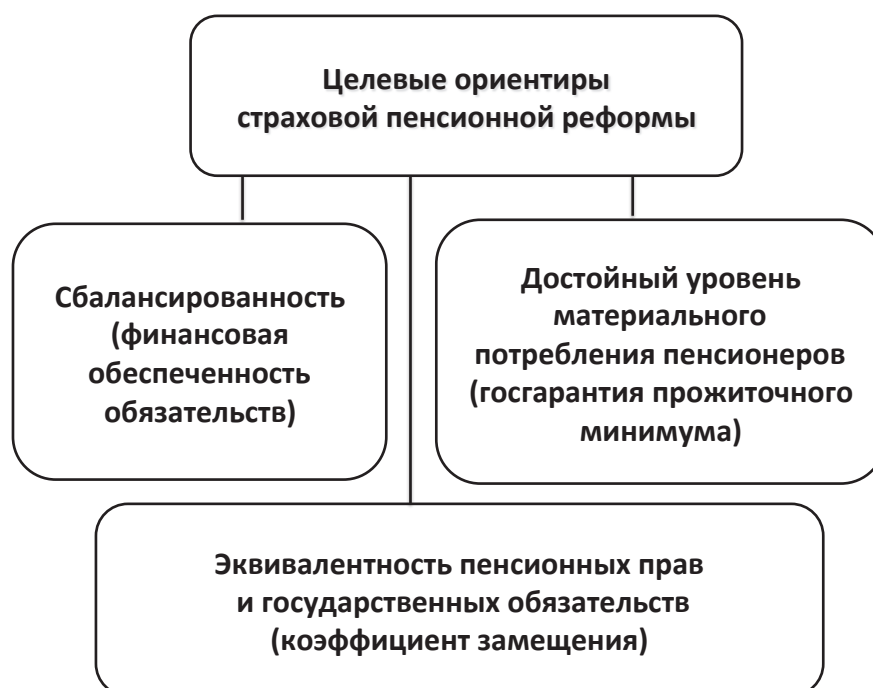 Целевые ориентиры
страховой пенсионной реформы
Сбалансированность
(финансовая
обеспеченность
обязательств)
Достойный уровень
материального
потребления пенсионеров
(госгарантия прожиточного
минимума)
Эквивалентность пенсионных прав
и государственных обязательств
(коэффициент замещения)